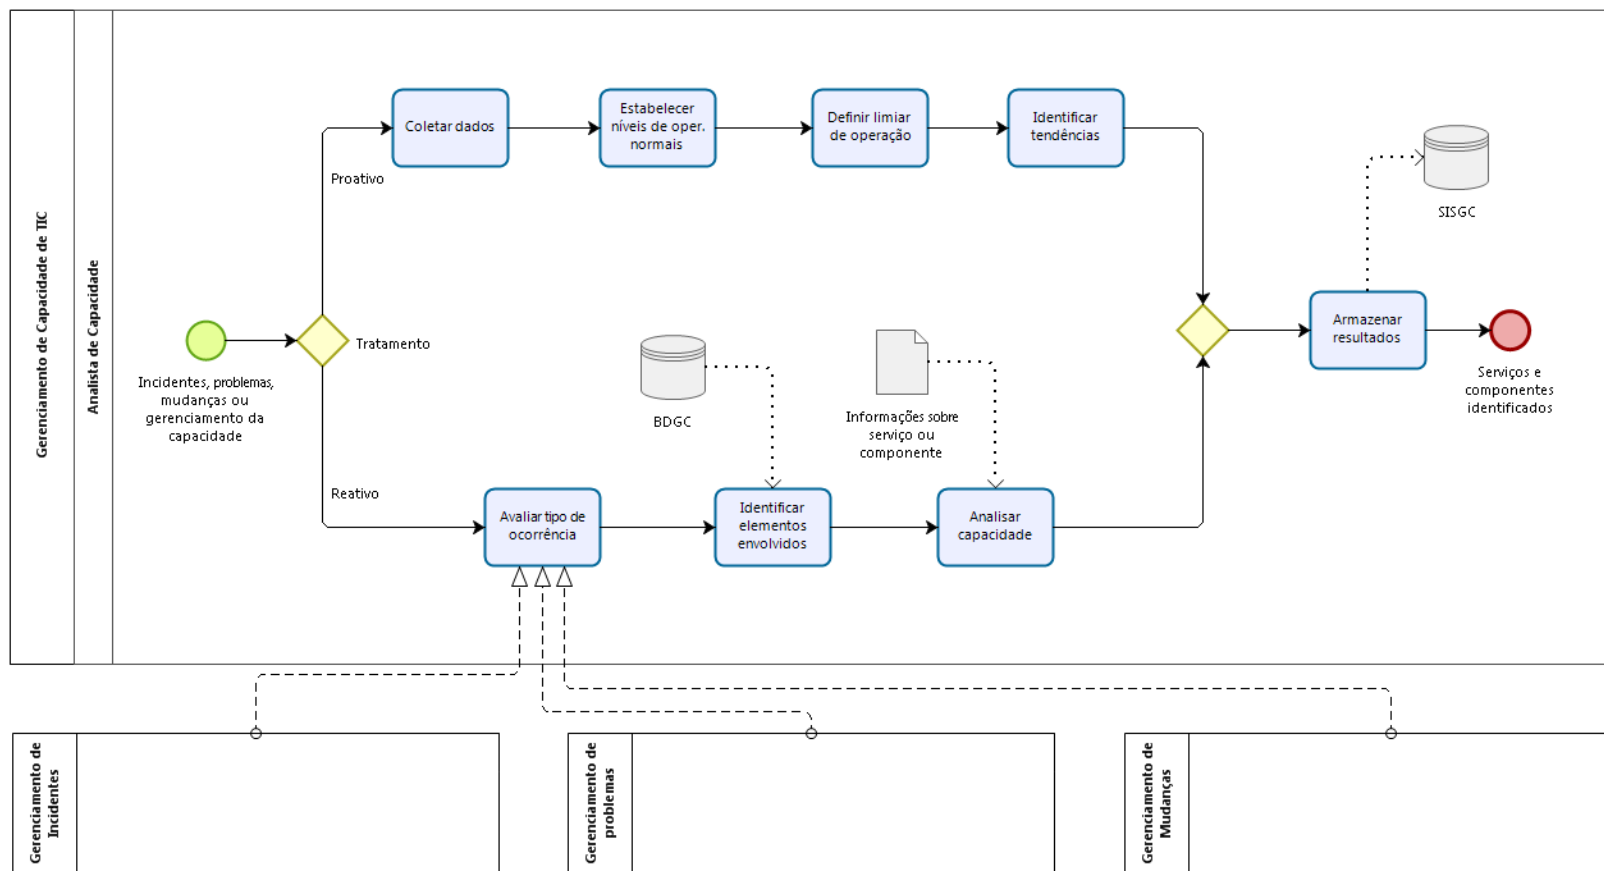 Gerenciamento de Capacidade de TIC
Analista de Capacidade
Coletar dados
Estabelecer
níveis de oper.
normais
Definir limiar
de operação
Identificar
tendências
Proativo
SISGC
Tratamento
Incidentes, problemas,
mudanças ou
gerenciamento da
capacidade
BDGC
Informações sobre
serviço ou
componente
Armazenar
resultados
Serviços e
componentes
identificados
Reativo
Avaliar tipo de
ocorrência
Identificar
elementos
envolvidos
Analisar
capacidade
Gerenciamento de
Incidentes
Gerenciamento de
problemas
Gerenciamento de
Mudanças